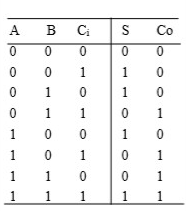 A B Ci S Co
0 0 0 0 0
0 0 1 1 0
0 1 0 1 0
0 1 1 0 1
1 0 0 1 0
1 0 1 0 1
1 1 0 0 1
1 1 1 1 1